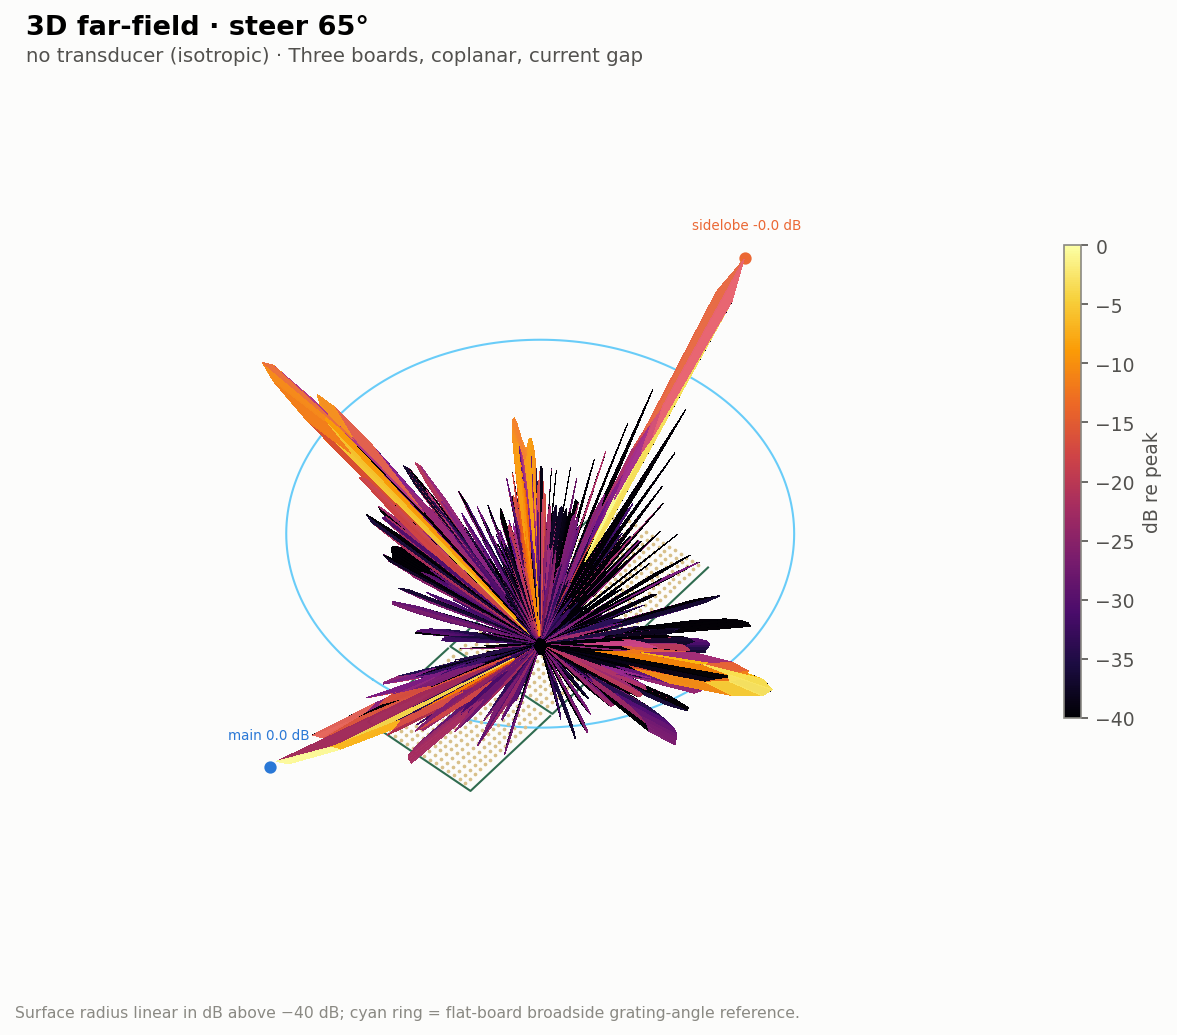 3D far-field · steer 65°
no transducer (isotropic) · Three boards, coplanar, current gap
sidelobe -0.0 dB
main 0.0 dB
0
−5
−10
−15
−20
−25
−30
−35
−40
dB re peak
Surface radius linear in dB above −40 dB; cyan ring = flat-board broadside grating-angle reference.